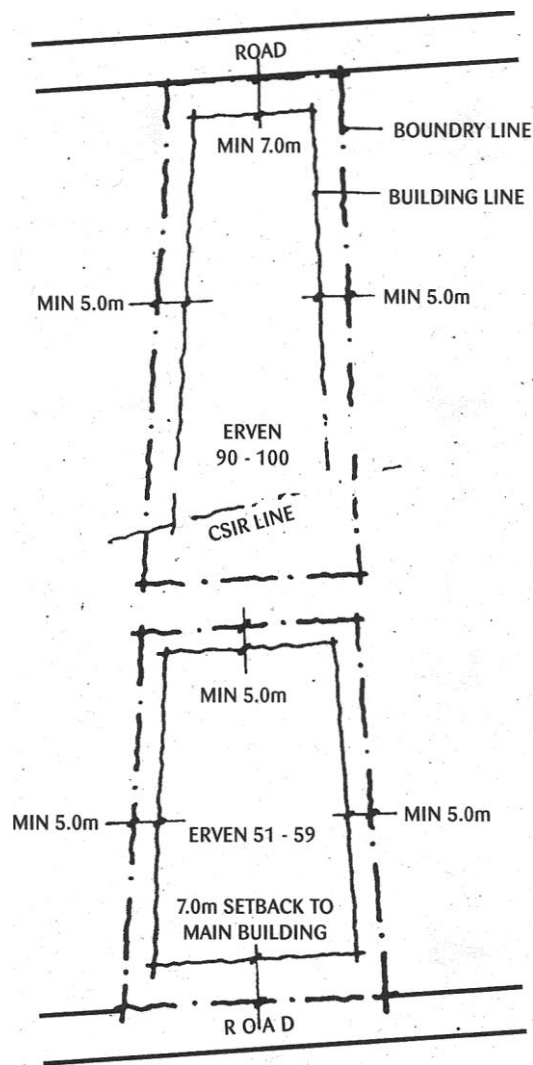 ROAD
MIN 7.0m
BOUNDRY LINE
BUILDING LINE
MIN 5.0m
MIN 5.0m
ERVEN
90 - 100
CSIR LINE
MIN 5.0m
MIN 5.0m
MIN 5.0m
ERVEN 51 - 59
7.0m SETBACK TO
MAIN BUILDING
ROAD